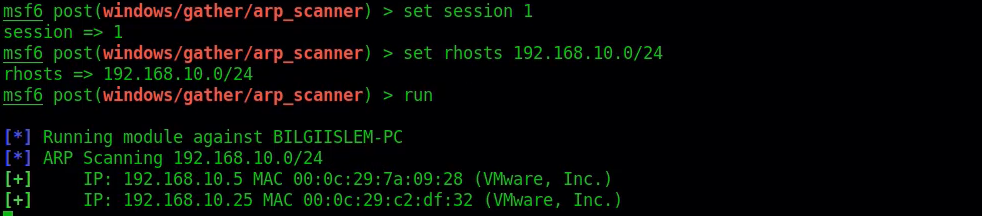 msf6 post(windows/gather/arp_scanner) > set session 1
session => 1
msf6 post(windows/gather/arp_scanner) > set rhosts 192.168.10.0/24
rhosts => 192.168.10.0/24
msf6 post(windows/gather/arp_scanner) > run
[*] Running module against BILGIISLEM-PC
[*] ARP Scanning 192.168.10.0/24
[+]     IP: 192.168.10.5 MAC 00:0c:29:7a:09:28 (VMware, Inc.)
[+]     IP: 192.168.10.25 MAC 00:0c:29:c2:df:32 (VMware, Inc.)